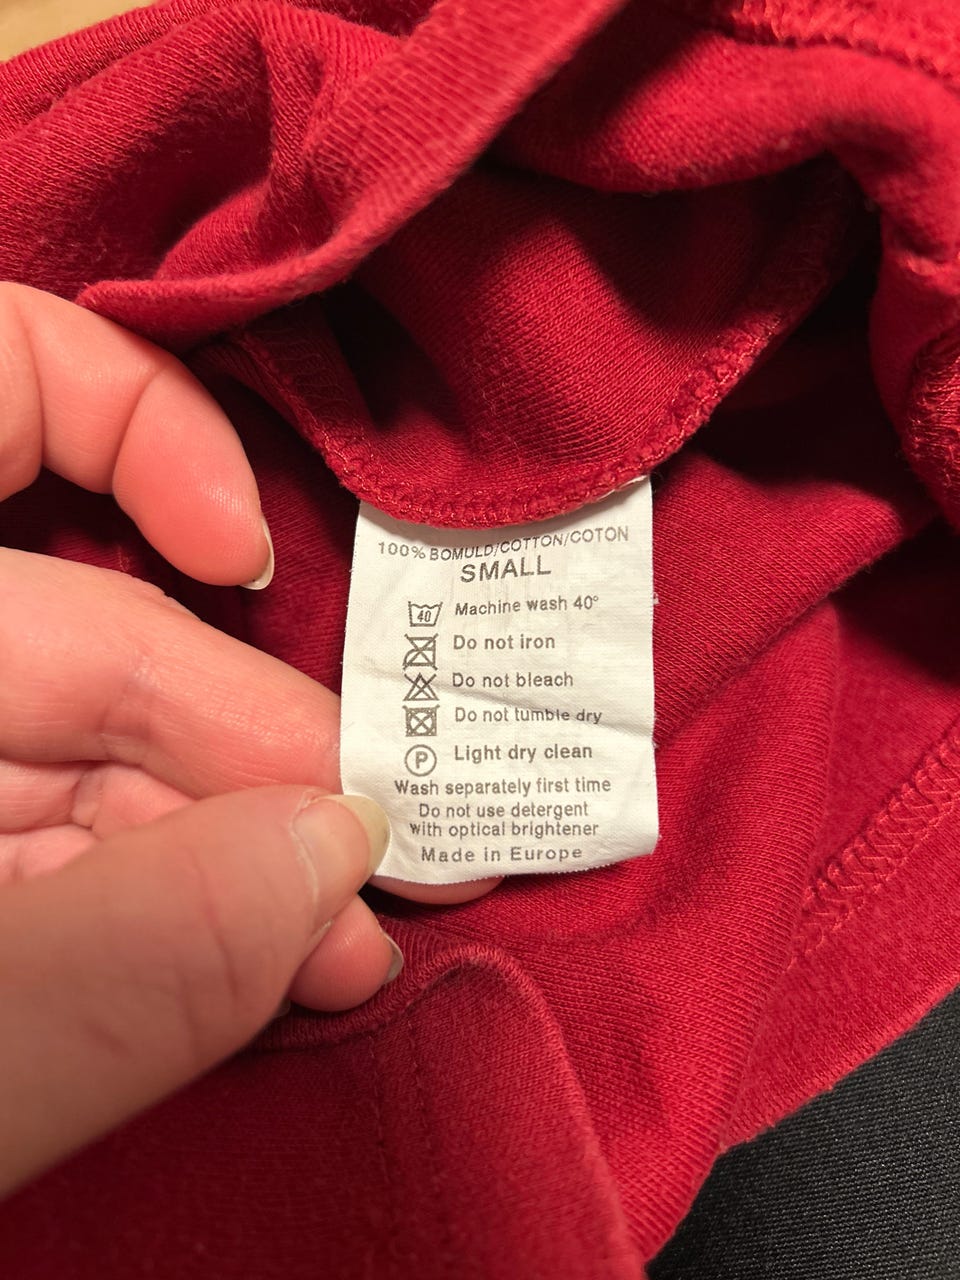 100% BOMULD/COTTON/COTON
SMALL
40 Machine wash 40°
Do not iron
Do not bleach
Do not tumble dry
P Light dry clean
Wash separately first time
Do not use detergent
with optical brightener
Made in Europe